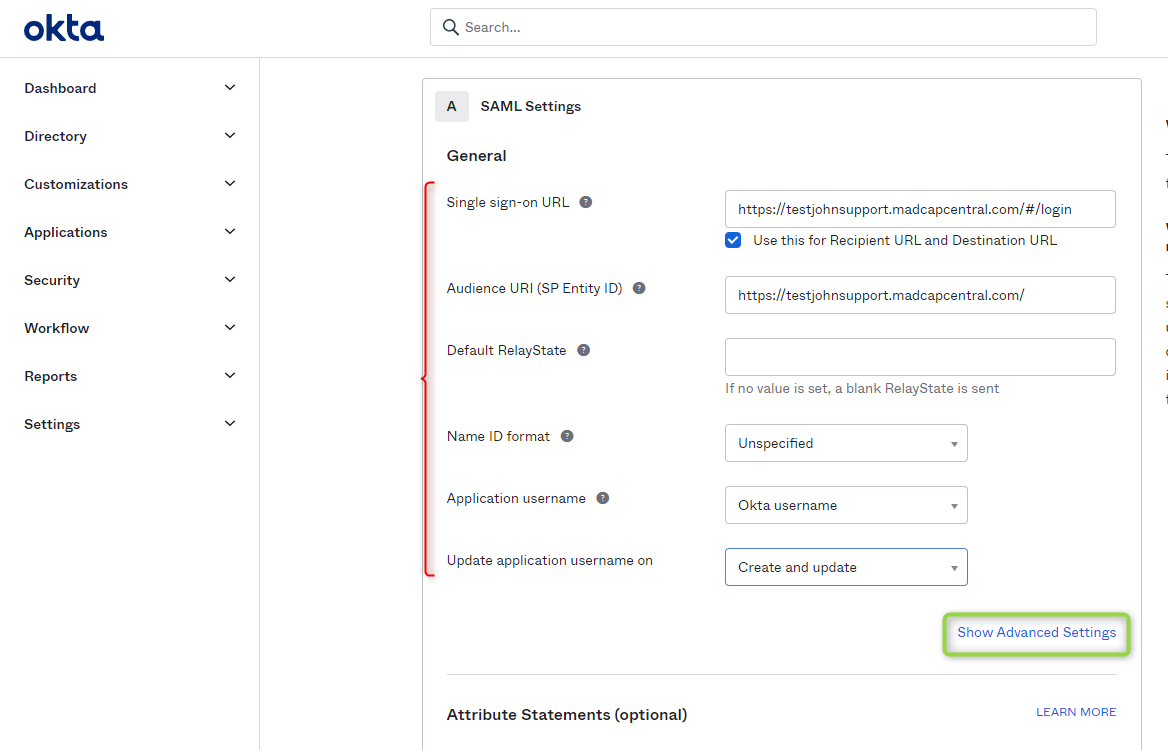 okta
Search...
Dashboard
Directory
Customizations
Applications
Security
Workflow
Reports
Settings
A SAML Settings
General
Single sign-on URL ?
https://testjohnsupport.madcapcentral.com/#/login
Use this for Recipient URL and Destination URL
Audience URI (SP Entity ID) ?
https://testjohnsupport.madcapcentral.com/
Default RelayState ?
If no value is set, a blank RelayState is sent
Name ID format ?
Unspecified
Application username ?
Okta username
Update application username on
Create and update
Show Advanced Settings
Attribute Statements (optional)
LEARN MORE